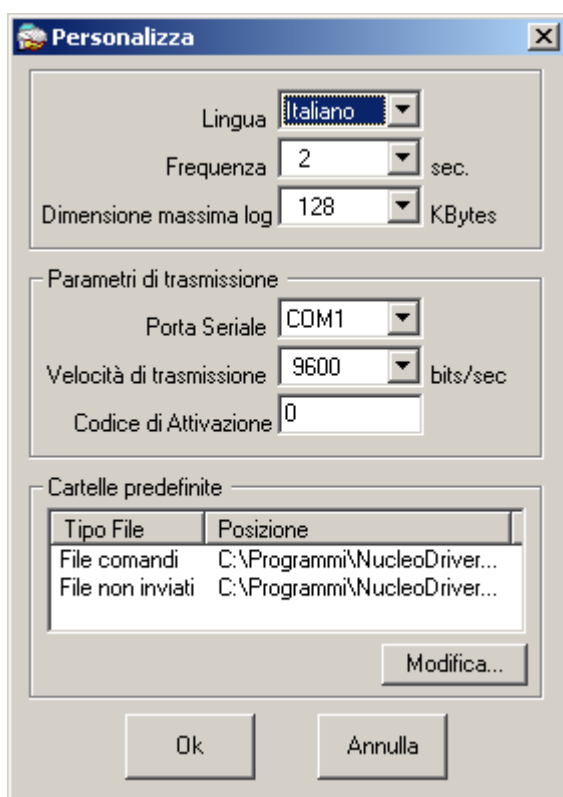 Personalizza
Lingua Italiano
Frequenza 2 sec.
Dimensione massima log 128 KBytes
Parametri di trasmissione
Porta Seriale COM1
Velocità di trasmissione 9600 bits/sec
Codice di Attivazione 0
Cartelle predefinite
Tipo File Posizione
File comandi C:\Programmi\NucleoDriver...
File non inviati C:\Programmi\NucleoDriver...
Modifica...
Ok Annulla